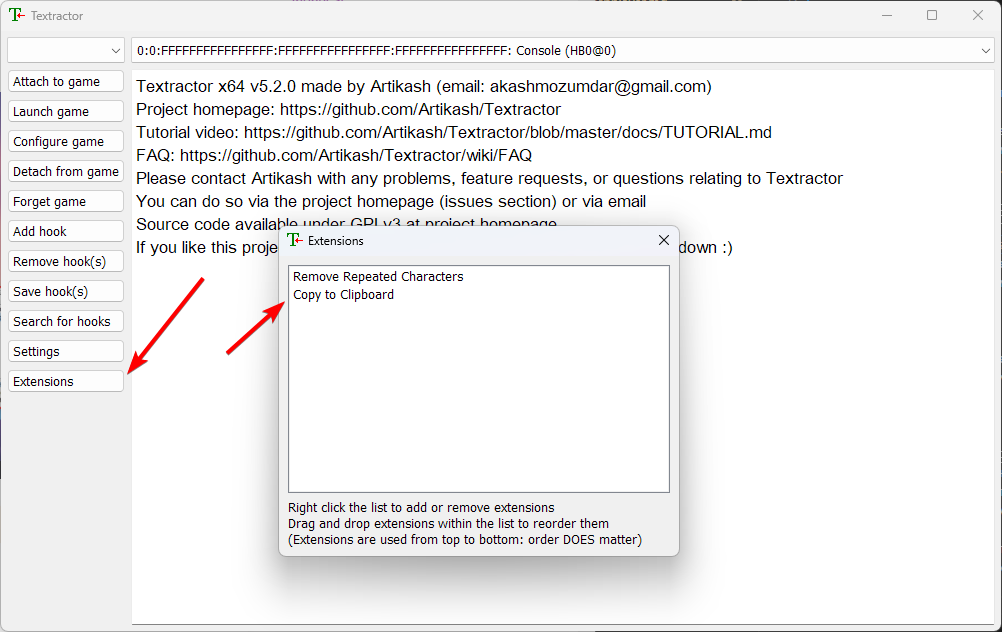 Textractor
0:0:FFFFFFFFFFFFFFFF:FFFFFFFFFFFFFFFF:FFFFFFFFFFFFFFFF: Console (HB0@0)
Attach to game
Launch game
Configure game
Detach from game
Forget game
Add hook
Remove hook(s)
Save hook(s)
Search for hooks
Settings
Extensions
Textractor x64 v5.2.0 made by Artikash (email: akashmozumdar@gmail.com)
Project homepage: https://github.com/Artikash/Textractor
Tutorial video: https://github.com/Artikash/Textractor/blob/master/docs/TUTORIAL.md
FAQ: https://github.com/Artikash/Textractor/wiki/FAQ
Please contact Artikash with any problems, feature requests, or questions relating to Textractor
You can do so via the project homepage (issues section) or via email
Source code available under GPLv3 at project homepage
If you like this proje down :)
Extensions
Remove Repeated Characters
Copy to Clipboard
Right click the list to add or remove extensions
Drag and drop extensions within the list to reorder them
(Extensions are used from top to bottom: order DOES matter)